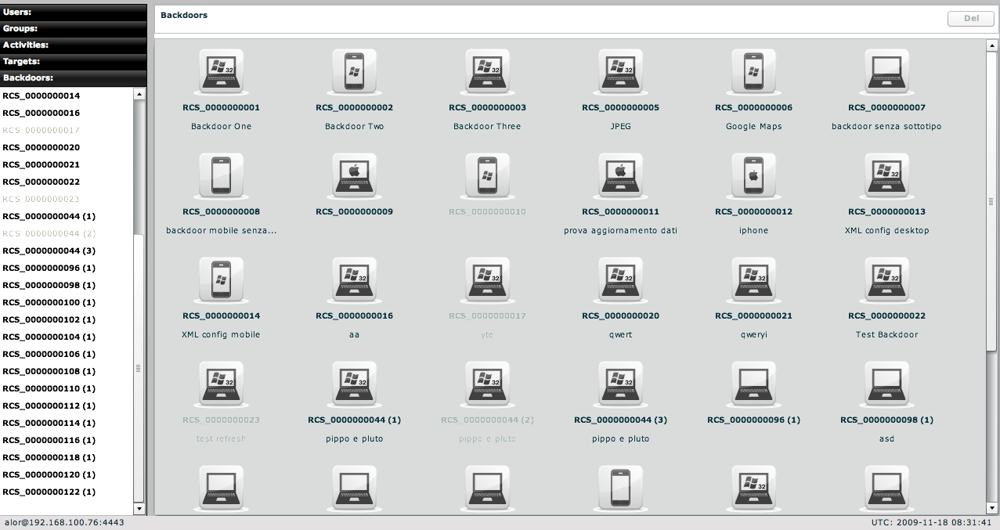 Users:
Groups:
Activities:
Targets:
Backdoors:
RCS_0000000014
RCS_0000000016
RCS_0000000017
RCS_0000000020
RCS_0000000021
RCS_0000000022
RCS_0000000023
RCS_0000000044 (1)
RCS_0000000044 (2)
RCS_0000000044 (3)
RCS_0000000096 (1)
RCS_0000000098 (1)
RCS_0000000100 (1)
RCS_0000000102 (1)
RCS_0000000104 (1)
RCS_0000000106 (1)
RCS_0000000108 (1)
RCS_0000000110 (1)
RCS_0000000112 (1)
RCS_0000000114 (1)
RCS_0000000116 (1)
RCS_0000000118 (1)
RCS_0000000120 (1)
RCS_0000000122 (1)
Backdoors
Del
32 32 32
RCS_0000000001 RCS_0000000002 RCS_0000000003 RCS_0000000005 RCS_0000000006 RCS_0000000007
Backdoor One Backdoor Two Backdoor Three JPEG Google Maps backdoor senza sottotipo
32
RCS_0000000008 RCS_0000000009 RCS_0000000010 RCS_0000000011 RCS_0000000012 RCS_0000000013
backdoor mobile senza... prova aggiornamento dati iphone XML config desktop
32 32 32 32 32
RCS_0000000014 RCS_0000000016 RCS_0000000017 RCS_0000000020 RCS_0000000021 RCS_0000000022
XML config mobile aa yte qwert qweryi Test Backdoor
32 32 32 32
RCS_0000000023 RCS_0000000044 (1) RCS_0000000044 (2) RCS_0000000044 (3) RCS_0000000096 (1) RCS_0000000098 (1)
test refresh pippo e pluto pippo e pluto pippo e pluto asd
32
alor@192.168.100.76:4443
UTC: 2009-11-18 08:31:41